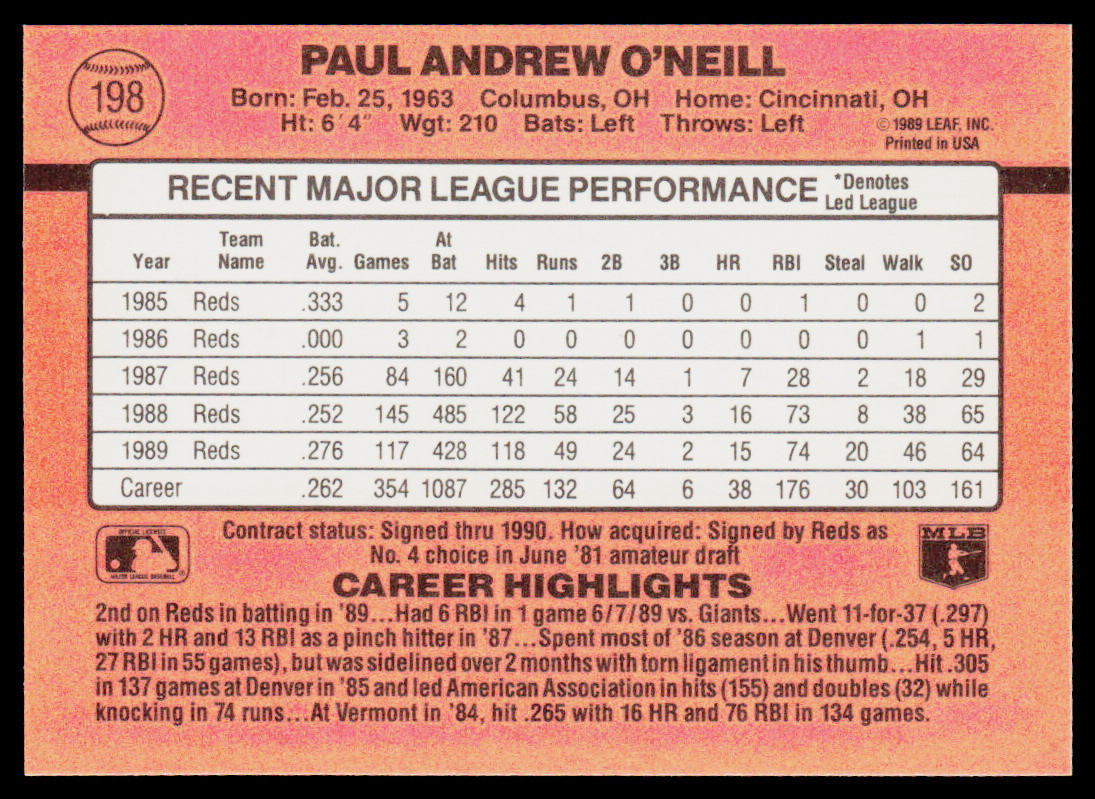 198
PAUL ANDREW O'NEILL
Born: Feb. 25, 1963 Columbus, OH Home: Cincinnati, OH
Ht: 6´4" Wgt: 210 Bats: Left Throws: Left
©1989 LEAF, INC.
Printed in USA
RECENT MAJOR LEAGUE PERFORMANCE *Denotes
Led League
Year Team Name Bat. Avg. Games At Bat Hits Runs 2B 3B HR RBI Steal Walk SO
1985 Reds .333 5 12 4 1 1 0 0 1 0 0 2
1986 Reds .000 3 2 0 0 0 0 0 0 0 1 1
1987 Reds .256 84 160 41 24 14 1 7 28 2 18 29
1988 Reds .252 145 485 122 58 25 3 16 73 8 38 65
1989 Reds .276 117 428 118 49 24 2 15 74 20 46 64
Career .262 354 1087 285 132 64 6 38 176 30 103 161
Contract status: Signed thru 1990. How acquired: Signed by Reds as
No. 4 choice in June '81 amateur draft
OFFICIAL LICENSEE
MAJOR LEAGUE BASEBALL
MLB
CAREER HIGHLIGHTS
2nd on Reds in batting in '89...Had 6 RBI in 1 game 6/7/89 vs. Giants...Went 11-for-37 (.297)
with 2 HR and 13 RBI as a pinch hitter in '87...Spent most of '86 season at Denver (.254, 5 HR,
27 RBI in 55 games), but was sidelined over 2 months with torn ligament in his thumb...Hit .305
in 137 games at Denver in '85 and led American Association in hits (155) and doubles (32) while
knocking in 74 runs...At Vermont in '84, hit .265 with 16 HR and 76 RBI in 134 games.